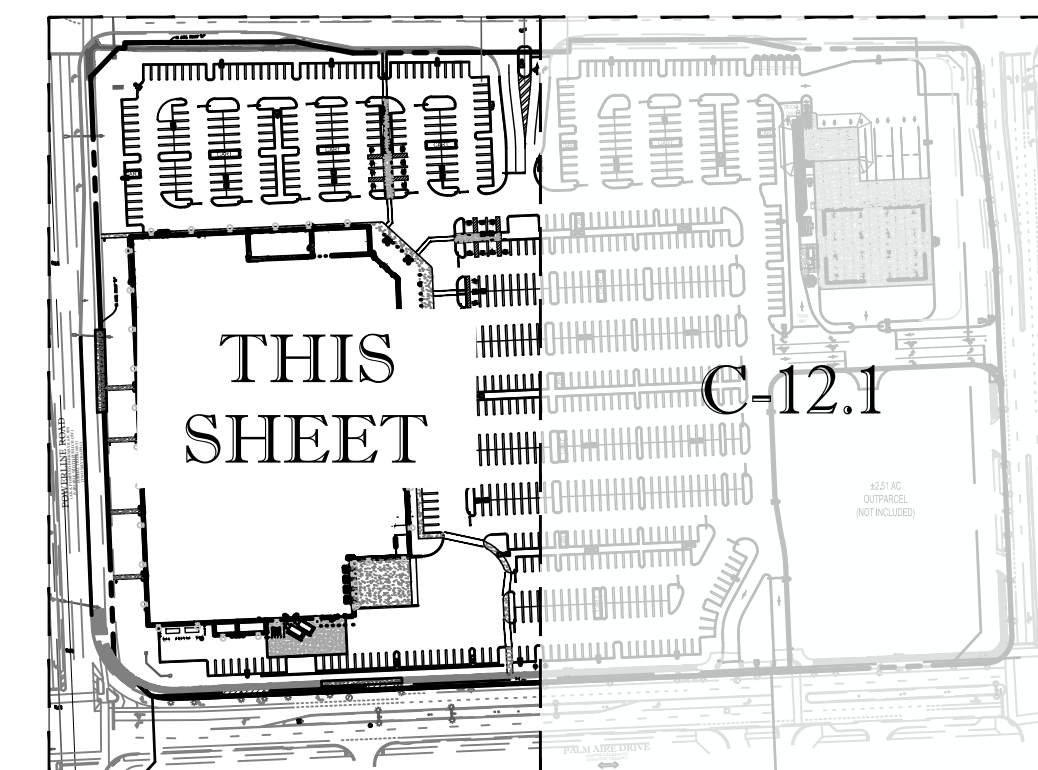 THIS
SHEET
C-12.1
±2.51 AC
OUTPARCEL
(NOT INCLUDED)
POWERLINE ROAD
PALM AIRE DRIVE